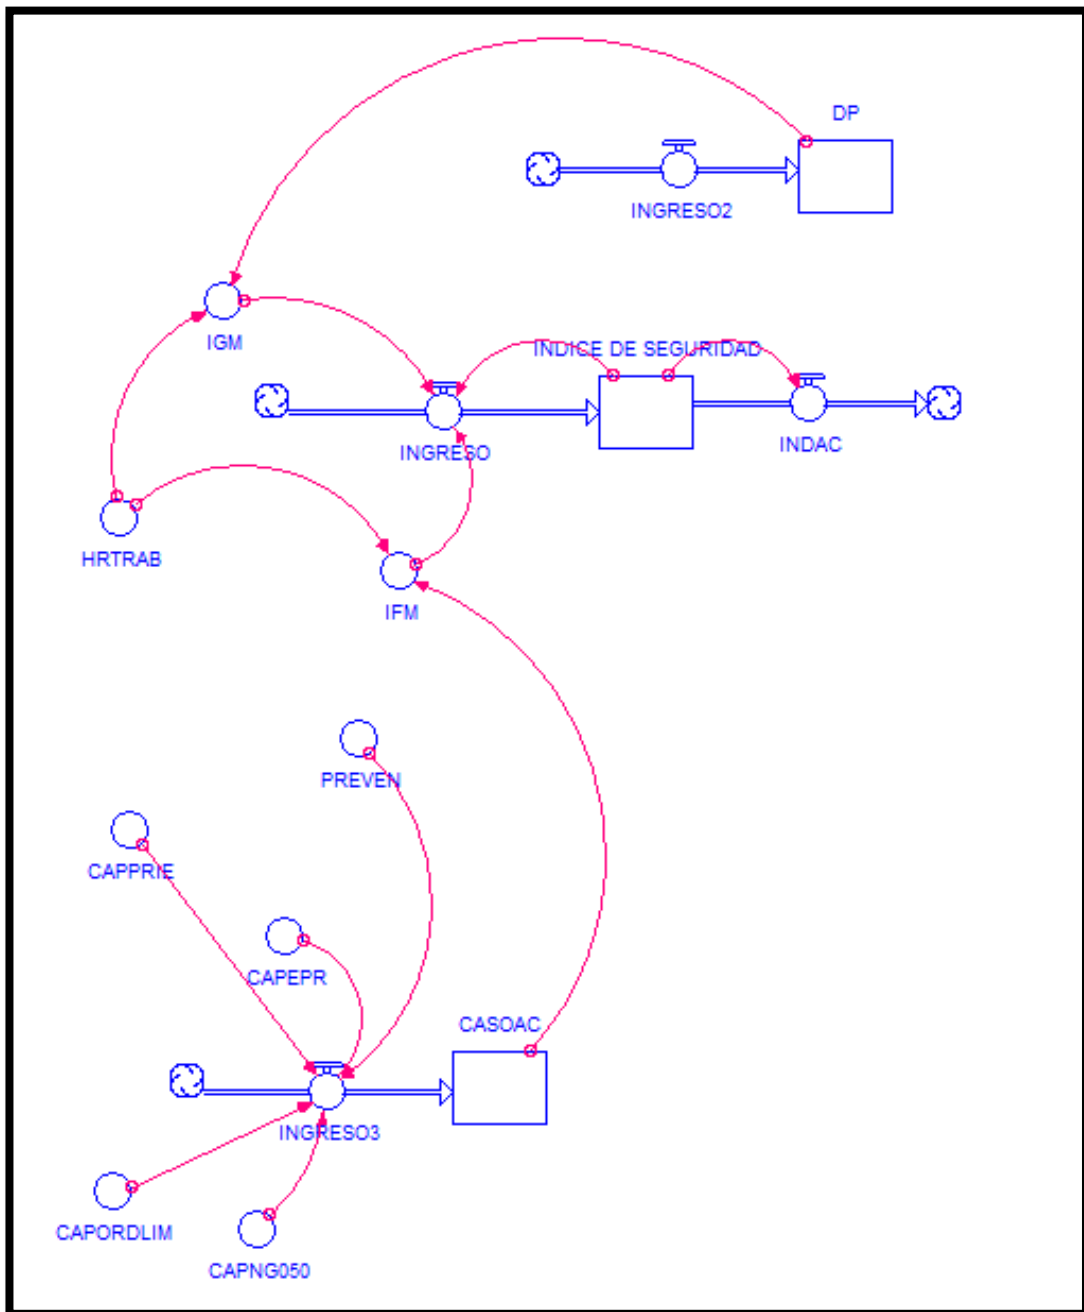 DP
INGRESO2
IGM
INDICE DE SEGURIDAD
INGRESO
INDAC
HRTRAB
IFM
PREVEN
CAPPRIE
CAPEPR
CASOAC
INGRESO3
CAPORDLIM
CAPNG050